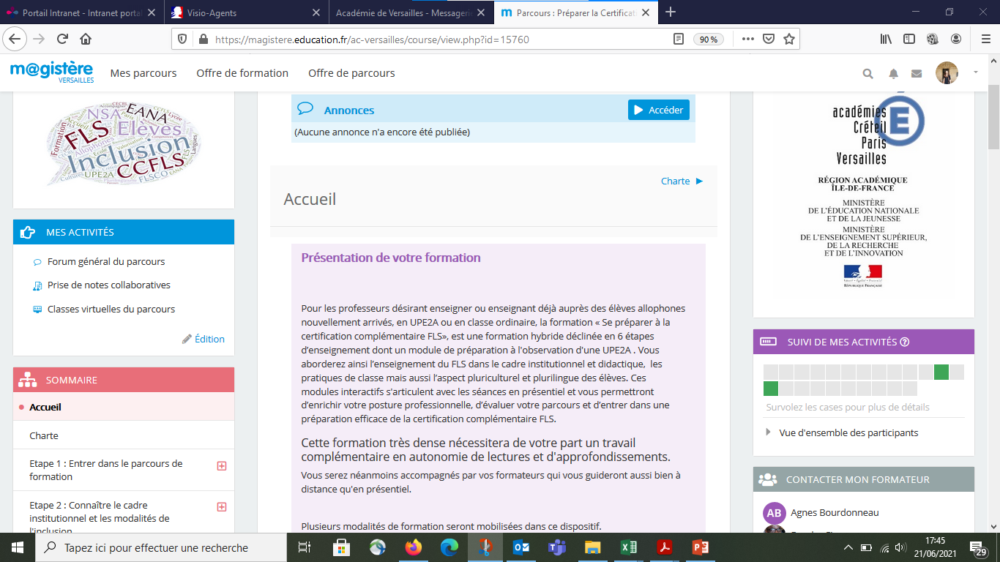 Portail Intranet - Intranet portail
Visio-Agents
Académie de Versailles - Messagerie
Parcours : Préparer la Certificati
https://magistere.education.fr/ac-versailles/course/view.php?id=15760
90 %
m@gistère
VERSAILLES
Mes parcours
Offre de formation
Offre de parcours
NSA
EANA
FLS
Elèves
Inclusion
UPE2A
CCFLS
FLSCO
Formation
Allophones
Cultures
Langues
Annonces
Accéder
(Aucune annonce n'a encore été publiée)
Charte
Accueil
MES ACTIVITÉS
Forum général du parcours
Prise de notes collaboratives
Classes virtuelles du parcours
Édition
SOMMAIRE
Accueil
Charte
Etape 1 : Entrer dans le parcours de
formation
Etape 2 : Connaître le cadre
institutionnel et les modalités de
l'inclusion
Présentation de votre formation
Pour les professeurs désirant enseigner ou enseignant déjà auprès des élèves allophones
nouvellement arrivés, en UPE2A ou en classe ordinaire, la formation « Se préparer à la
certification complémentaire FLS», est une formation hybride déclinée en 6 étapes
d’enseignement dont un module de préparation à l'observation d'une UPE2A . Vous
aborderez ainsi l’enseignement du FLS dans le cadre institutionnel et didactique, les
pratiques de classe mais aussi l’aspect pluriculturel et plurilingue des élèves. Ces
modules interactifs s'articulent avec les séances en présentiel et vous permettront
d’enrichir votre posture professionnelle, d’évaluer votre parcours et d’entrer dans une
préparation efficace de la certification complémentaire FLS.
Cette formation très dense nécessitera de votre part un travail
complémentaire en autonomie de lectures et d'approfondissements.
Vous serez néanmoins accompagnés par vos formateurs qui vous guideront aussi bien à
distance qu'en présentiel.
Plusieurs modalités de formation seront mobilisées dans ce dispositif.
académies
Créteil
Paris
Versailles
E
RÉGION ACADÉMIQUE
ÎLE-DE-FRANCE
MINISTÈRE
DE L'ÉDUCATION NATIONALE
ET DE LA JEUNESSE
MINISTÈRE
DE L'ENSEIGNEMENT SUPÉRIEUR,
DE LA RECHERCHE
ET DE L'INNOVATION
Liberté • Égalité • Fraternité
RÉPUBLIQUE FRANÇAISE
SUIVI DE MES ACTIVITÉS
Survolez les cases pour plus de détails
Vue d'ensemble des participants
CONTACTER MON FORMATEUR
AB
Agnes Bourdonneau
Tapez ici pour effectuer une recherche
17:45
21/06/2021
29